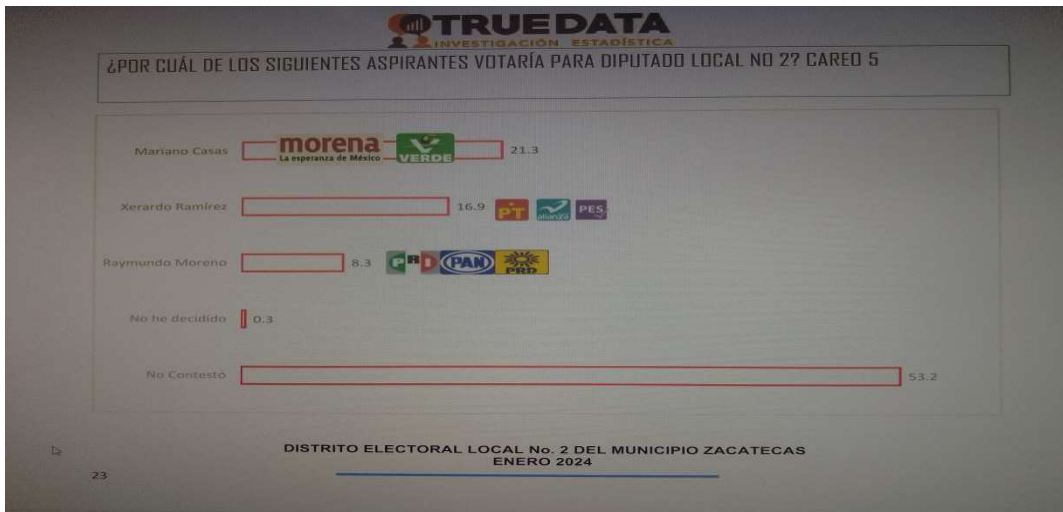 TRUEDATA
INVESTIGACIÓN ESTADÍSTICA
¿POR CUÁL DE LOS SIGUIENTES ASPIRANTES VOTARÍA PARA DIPUTADO LOCAL NO 2? CAREO 5
Mariano Casas
morena
La esperanza de México
VERDE
21.3
Xerardo Ramírez
16.9
PT
alianza
PES
Raymundo Moreno
8.3
PRI
PAN
PRD
No he decidido
0.3
No Contestó
53.2
DISTRITO ELECTORAL LOCAL No. 2 DEL MUNICIPIO ZACATECAS
ENERO 2024
23